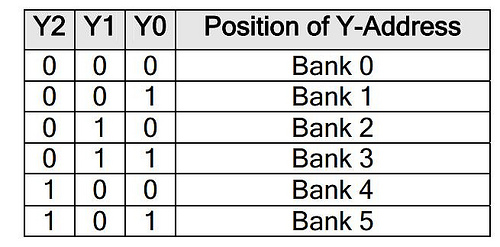 Y2 Y1 Y0 Position of Y-Address
0 0 0 Bank 0
0 0 1 Bank 1
0 1 0 Bank 2
0 1 1 Bank 3
1 0 0 Bank 4
1 0 1 Bank 5